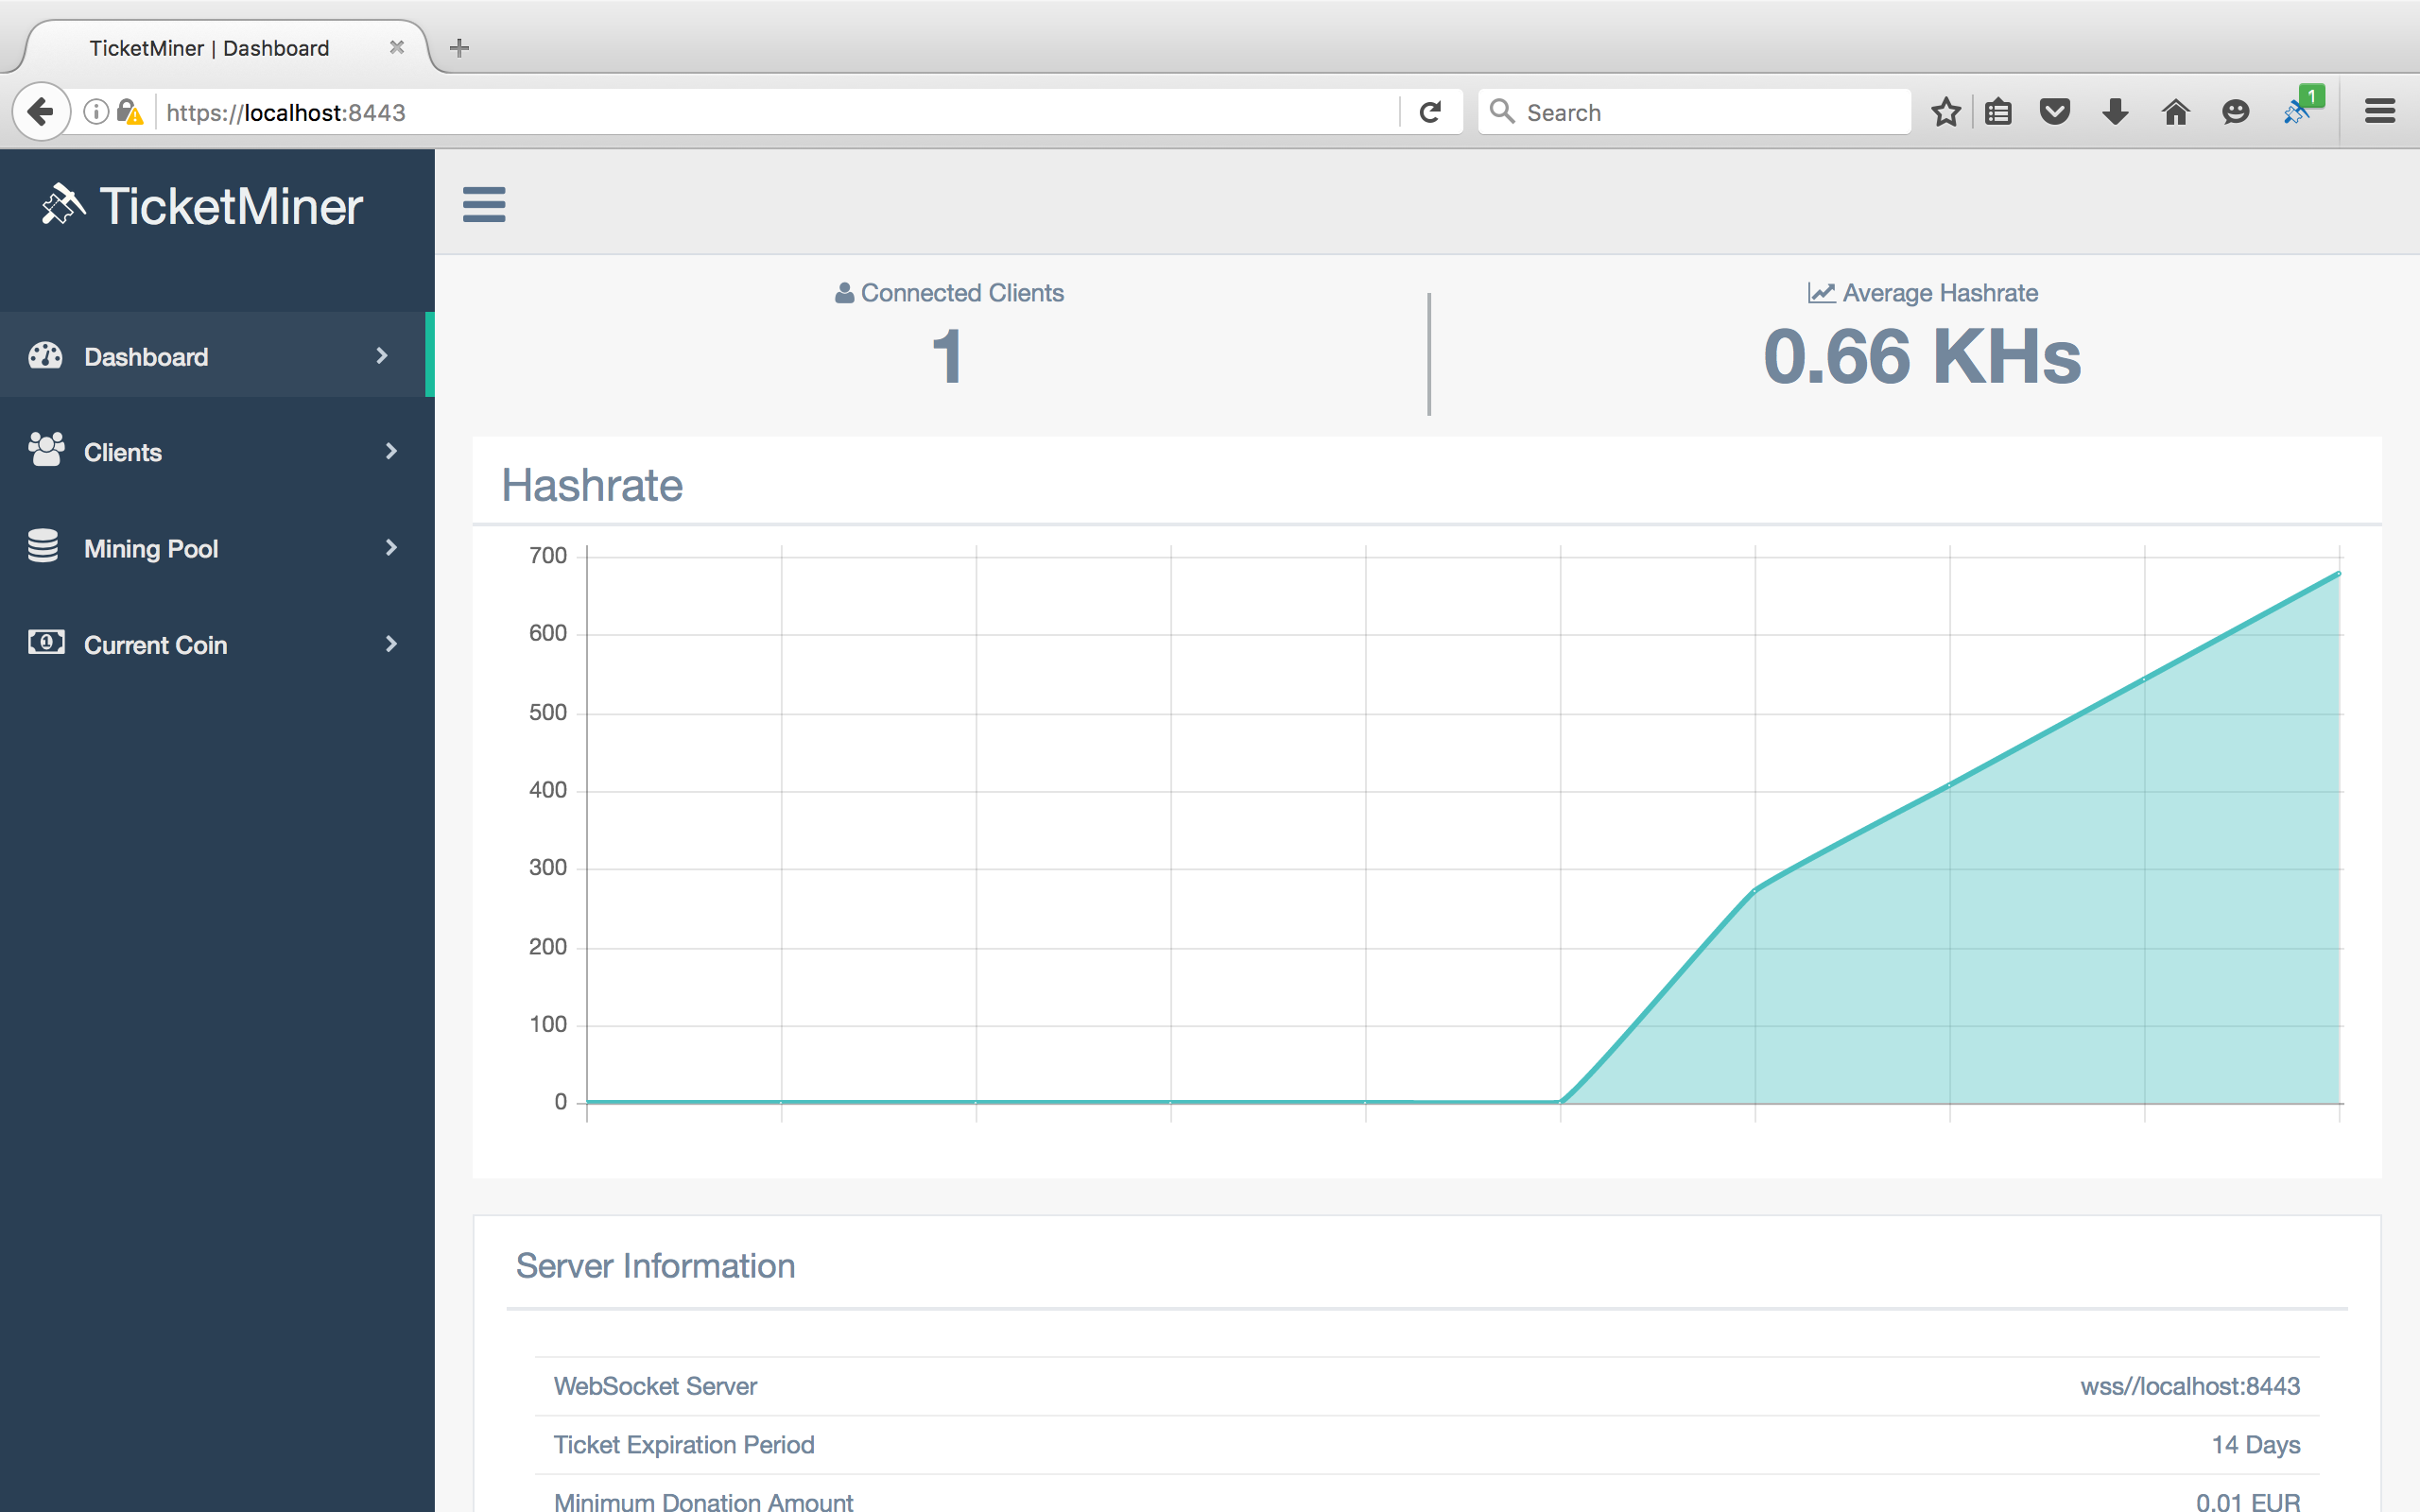 TicketMiner | Dashboard
https://localhost:8443
Search
1
TicketMiner
Dashboard
Clients
Mining Pool
Current Coin
Connected Clients
1
Average Hashrate
0.66 KHs
Hashrate
700
600
500
400
300
200
100
0
Server Information
WebSocket Server wss//localhost:8443
Ticket Expiration Period 14 Days
Minimum Donation Amount 0.01 EUR